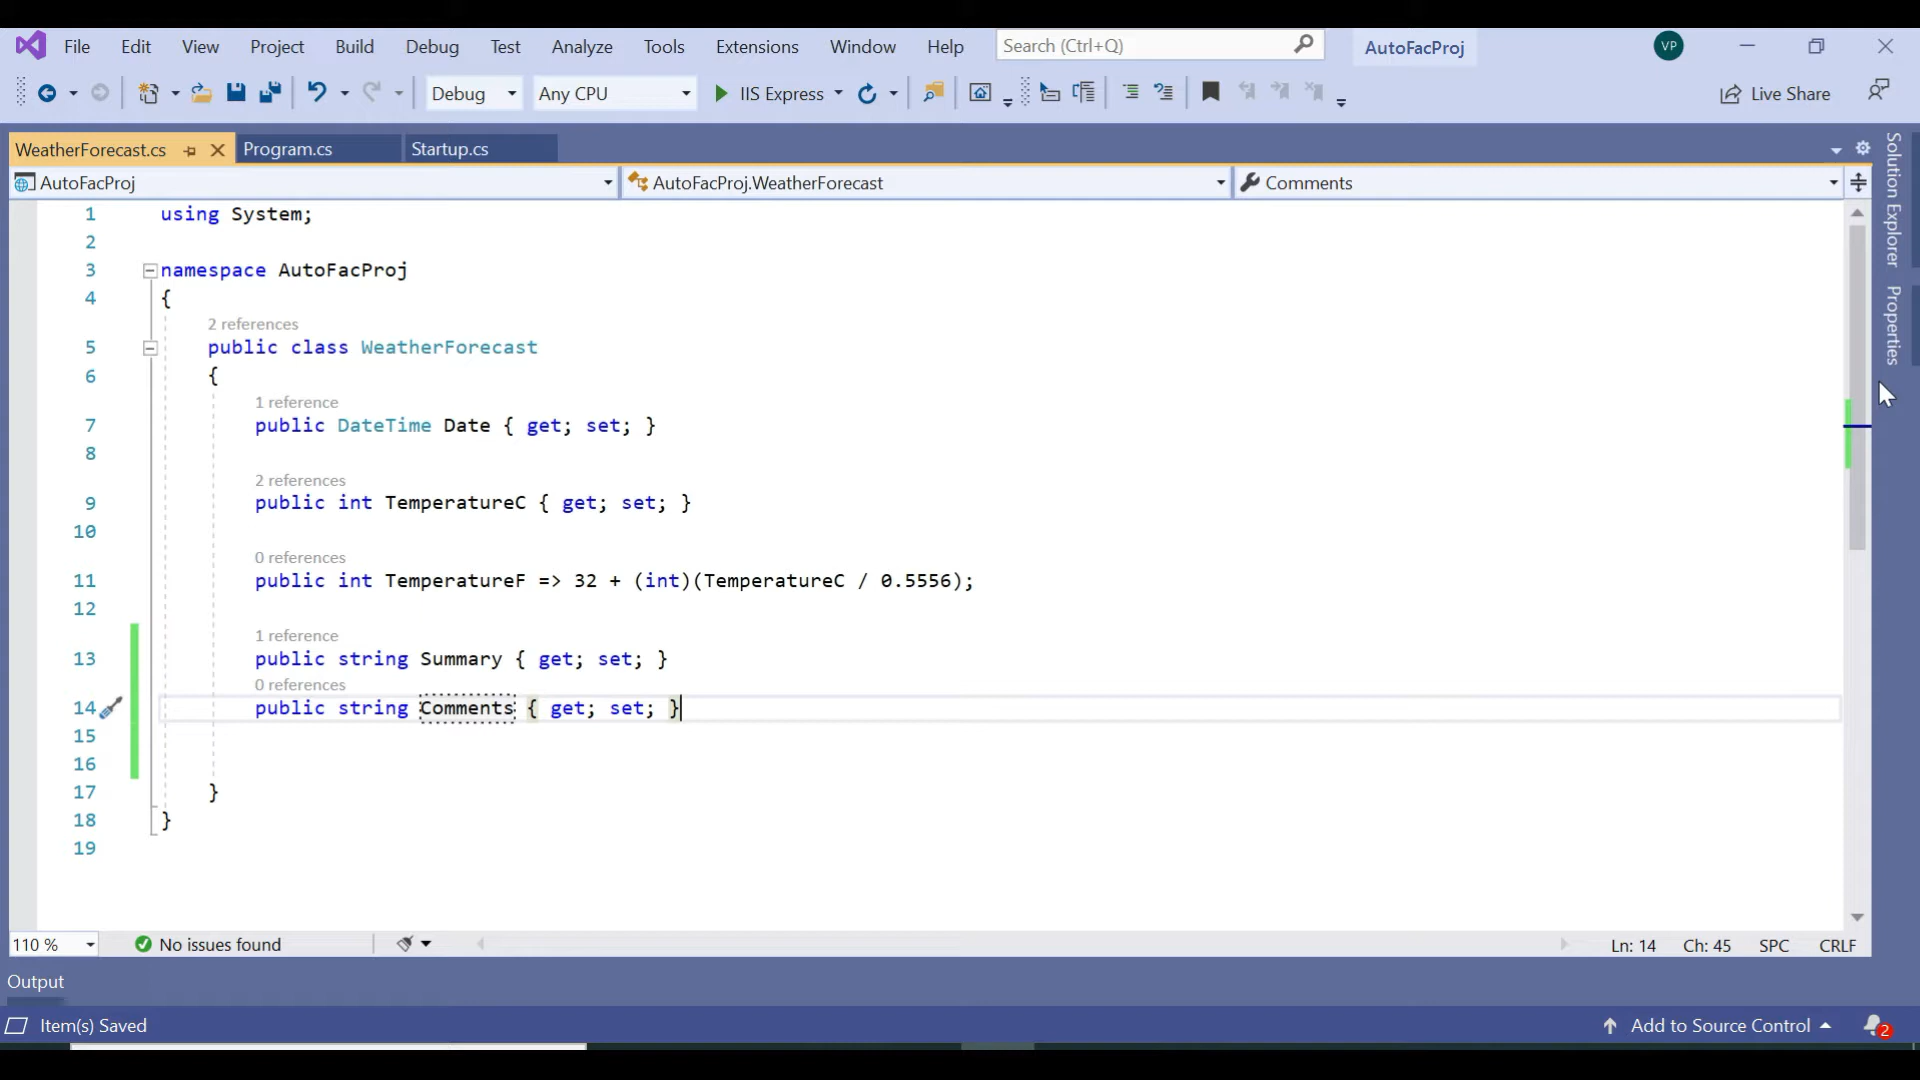 File Edit View Project Build Debug Test Analyze Tools Extensions Window Help Search (Ctrl+Q) AutoFacProj VP
Debug Any CPU IIS Express Live Share
WeatherForecast.cs Program.cs Startup.cs
AutoFacProj AutoFacProj.WeatherForecast Comments
1 using System;
2
3 namespace AutoFacProj
4 {
2 references
5 public class WeatherForecast
6 {
1 reference
7 public DateTime Date { get; set; }
8
2 references
9 public int TemperatureC { get; set; }
10
0 references
11 public int TemperatureF => 32 + (int)(TemperatureC / 0.5556);
12
1 reference
13 public string Summary { get; set; }
0 references
14 public string Comments { get; set; }
15
16
17 }
18 }
19
Solution Explorer
Properties
110 % No issues found Ln: 14 Ch: 45 SPC CRLF
Output
Item(s) Saved Add to Source Control 2